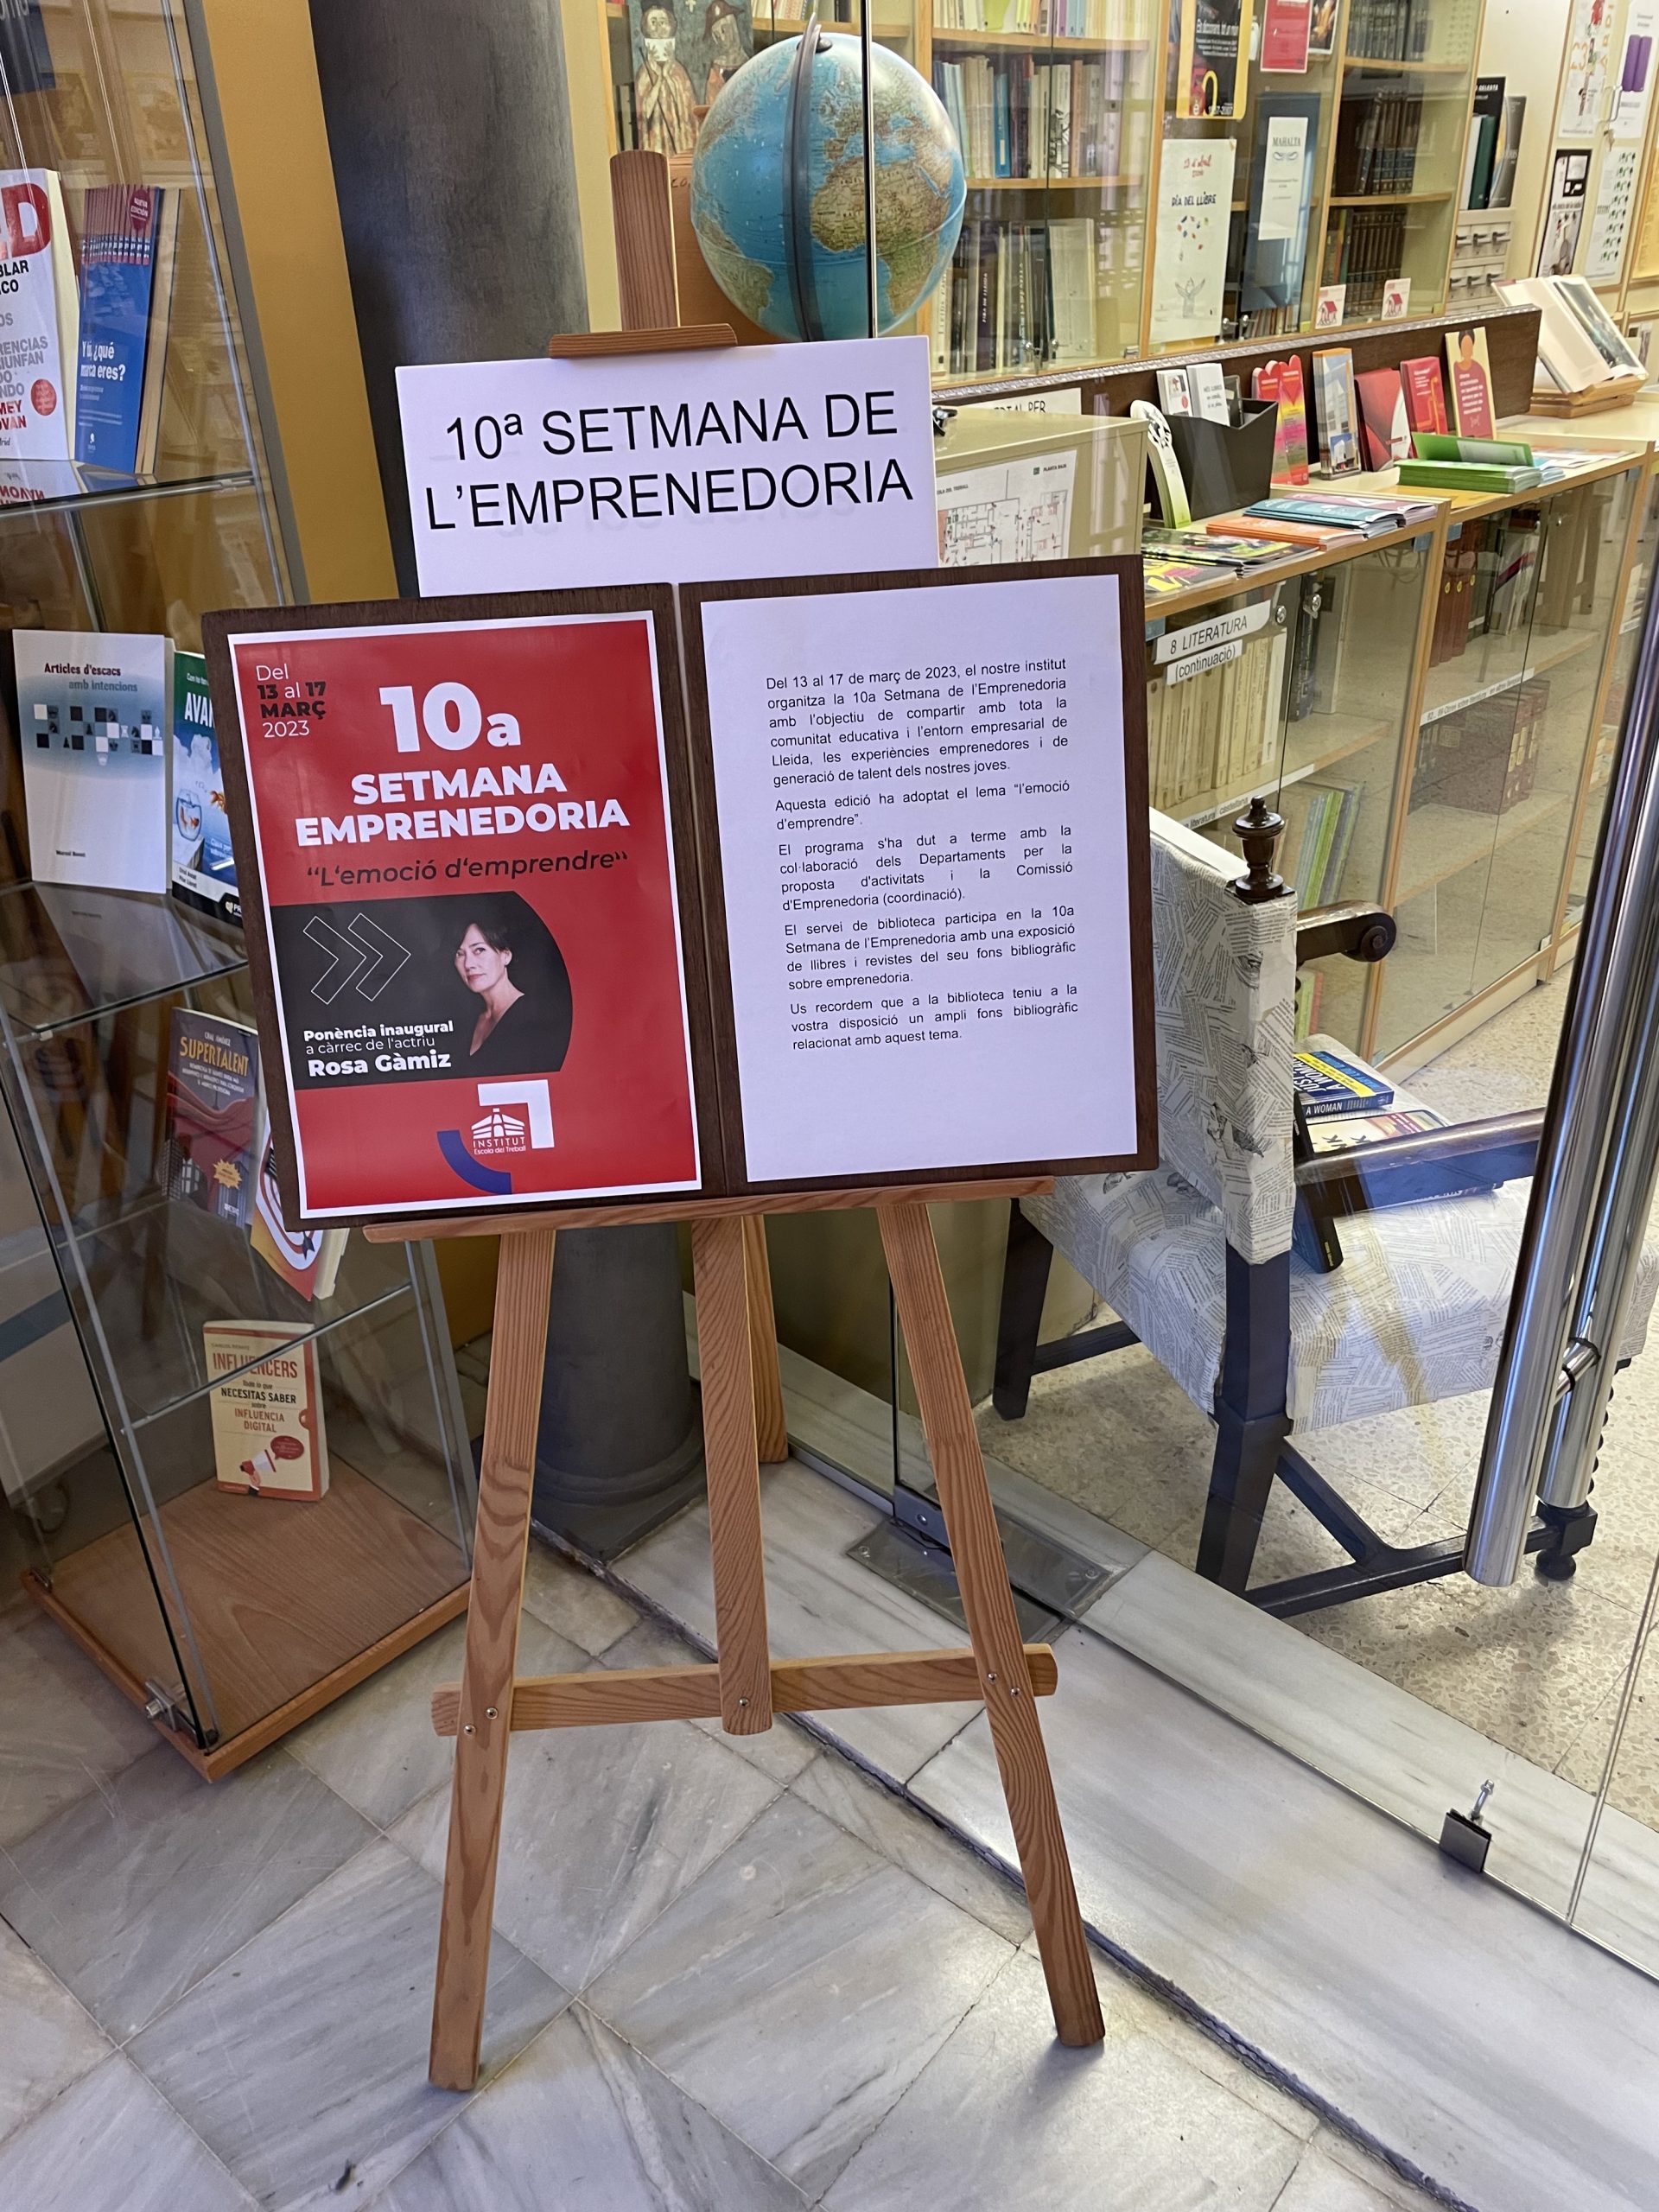 10ª SETMANA DE
L'EMPRENEDORIA
Del
13 al 17
MARÇ
2023
10a
SETMANA
EMPRENEDORIA
“L'emoció d'emprendre“
Ponència inaugural
a càrrec de l'actriu
Rosa Gàmiz
INSTITUT
Escola del Treball
Del 13 al 17 de març de 2023, el nostre institut
organitza la 10a Setmana de l'Emprenedoria
amb l'objectiu de compartir amb tota la
comunitat educativa i l'entorn empresarial de
Lleida, les experiències emprenedores i de
generació de talent dels nostres joves.
Aquesta edició ha adoptat el lema “l'emoció
d'emprendre”.
El programa s'ha dut a terme amb la
col·laboració dels Departaments per la
proposta d'activitats i la Comissió
d'Emprenedoria (coordinació).
El servei de biblioteca participa en la 10a
Setmana de l'Emprenedoria amb una exposició
de llibres i revistes del seu fons bibliogràfic
sobre emprenedoria.
Us recordem que a la biblioteca teniu a la
vostra disposició un ampli fons bibliogràfic
relacionat amb aquest tema.
Y tú, ¿qué
marca eres?
Articles d'escacs
amb intencions
SUPERTALENT
INFLUENCERS
Todo lo que
NECESITAS SABER
sobre
INFLUENCIA
DIGITAL
DIA DEL LLIBRE
MAHALTA
8 LITERATURA
(continuació)
A WOMAN